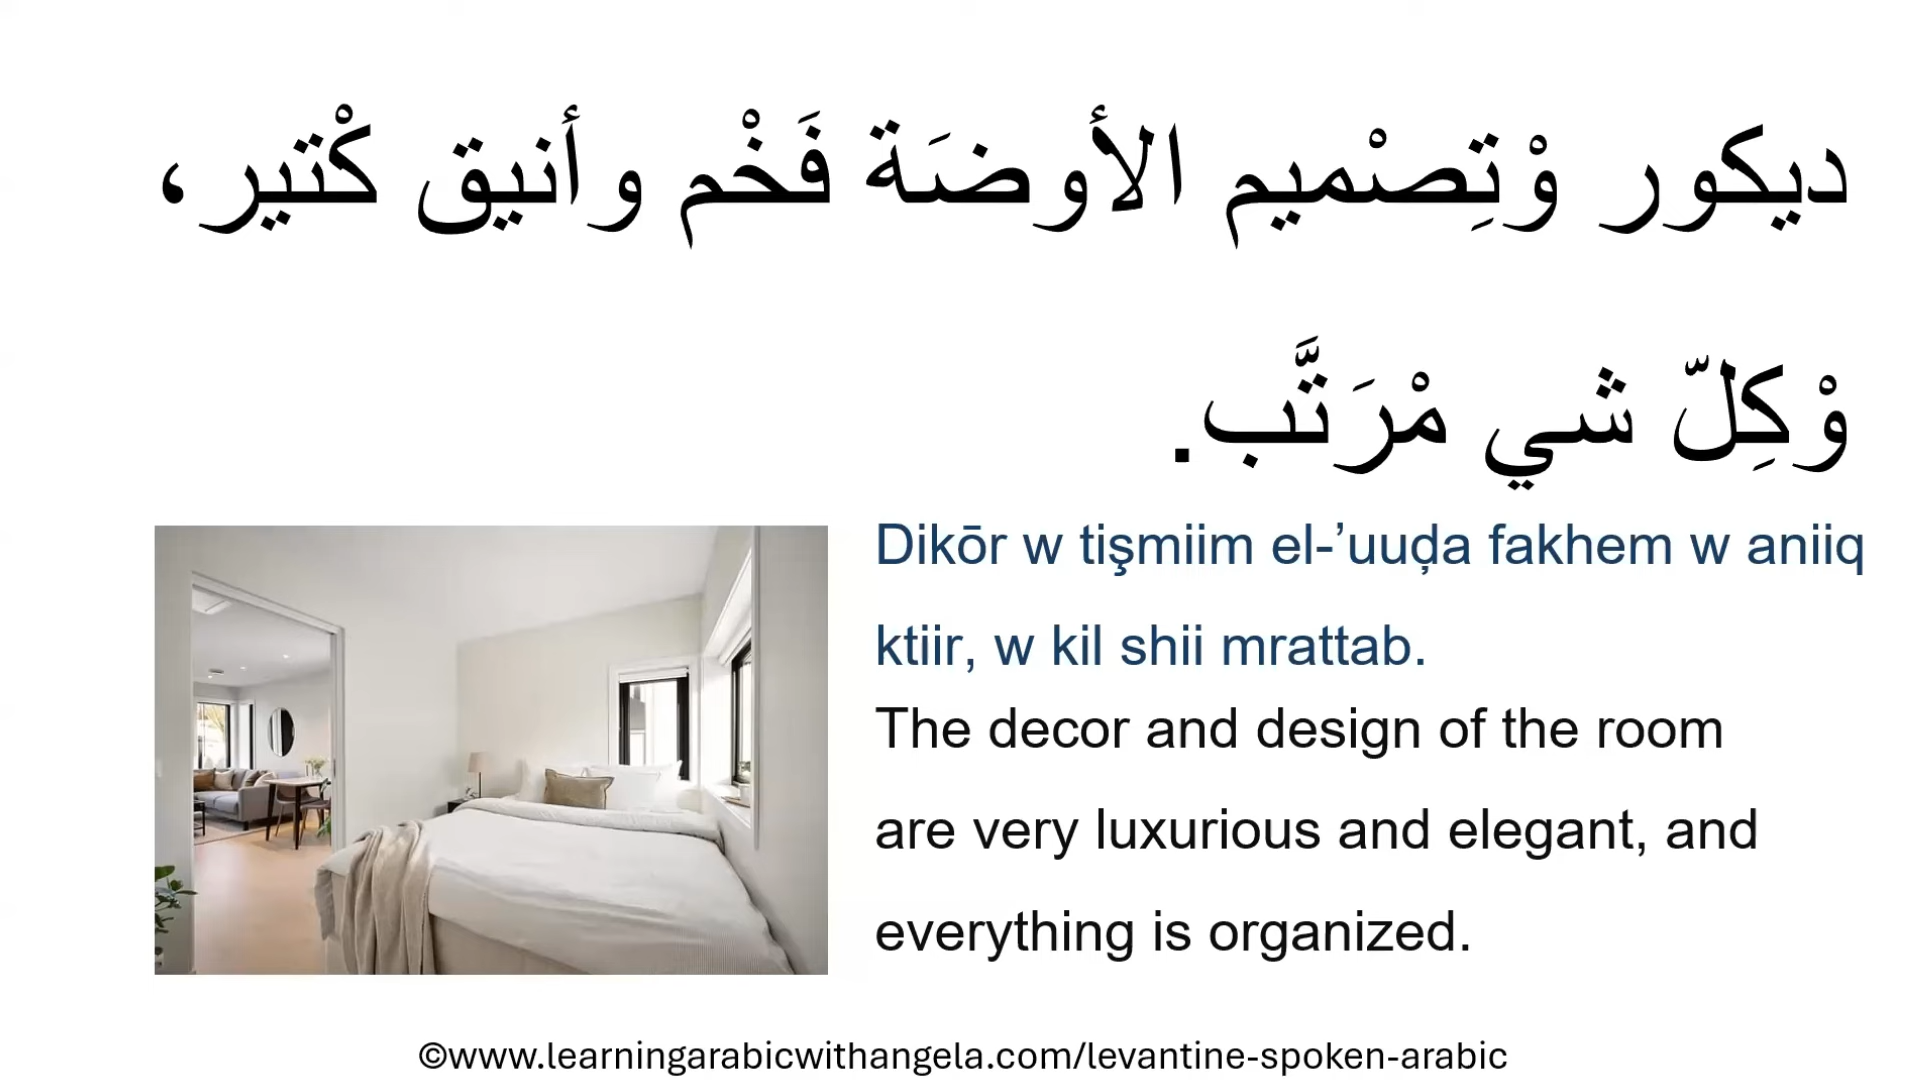 ديكور وْتِصْميم الأوضَة فَخْم وأنيق كْتير،
وْكِلّ شي مْرَتَّب.
Dikōr w tişmiim el-’uuḍa fakhem w aniiq
ktiir, w kil shii mrattab.
The decor and design of the room
are very luxurious and elegant, and
everything is organized.
©www.learningarabicwithangela.com/levantine-spoken-arabic